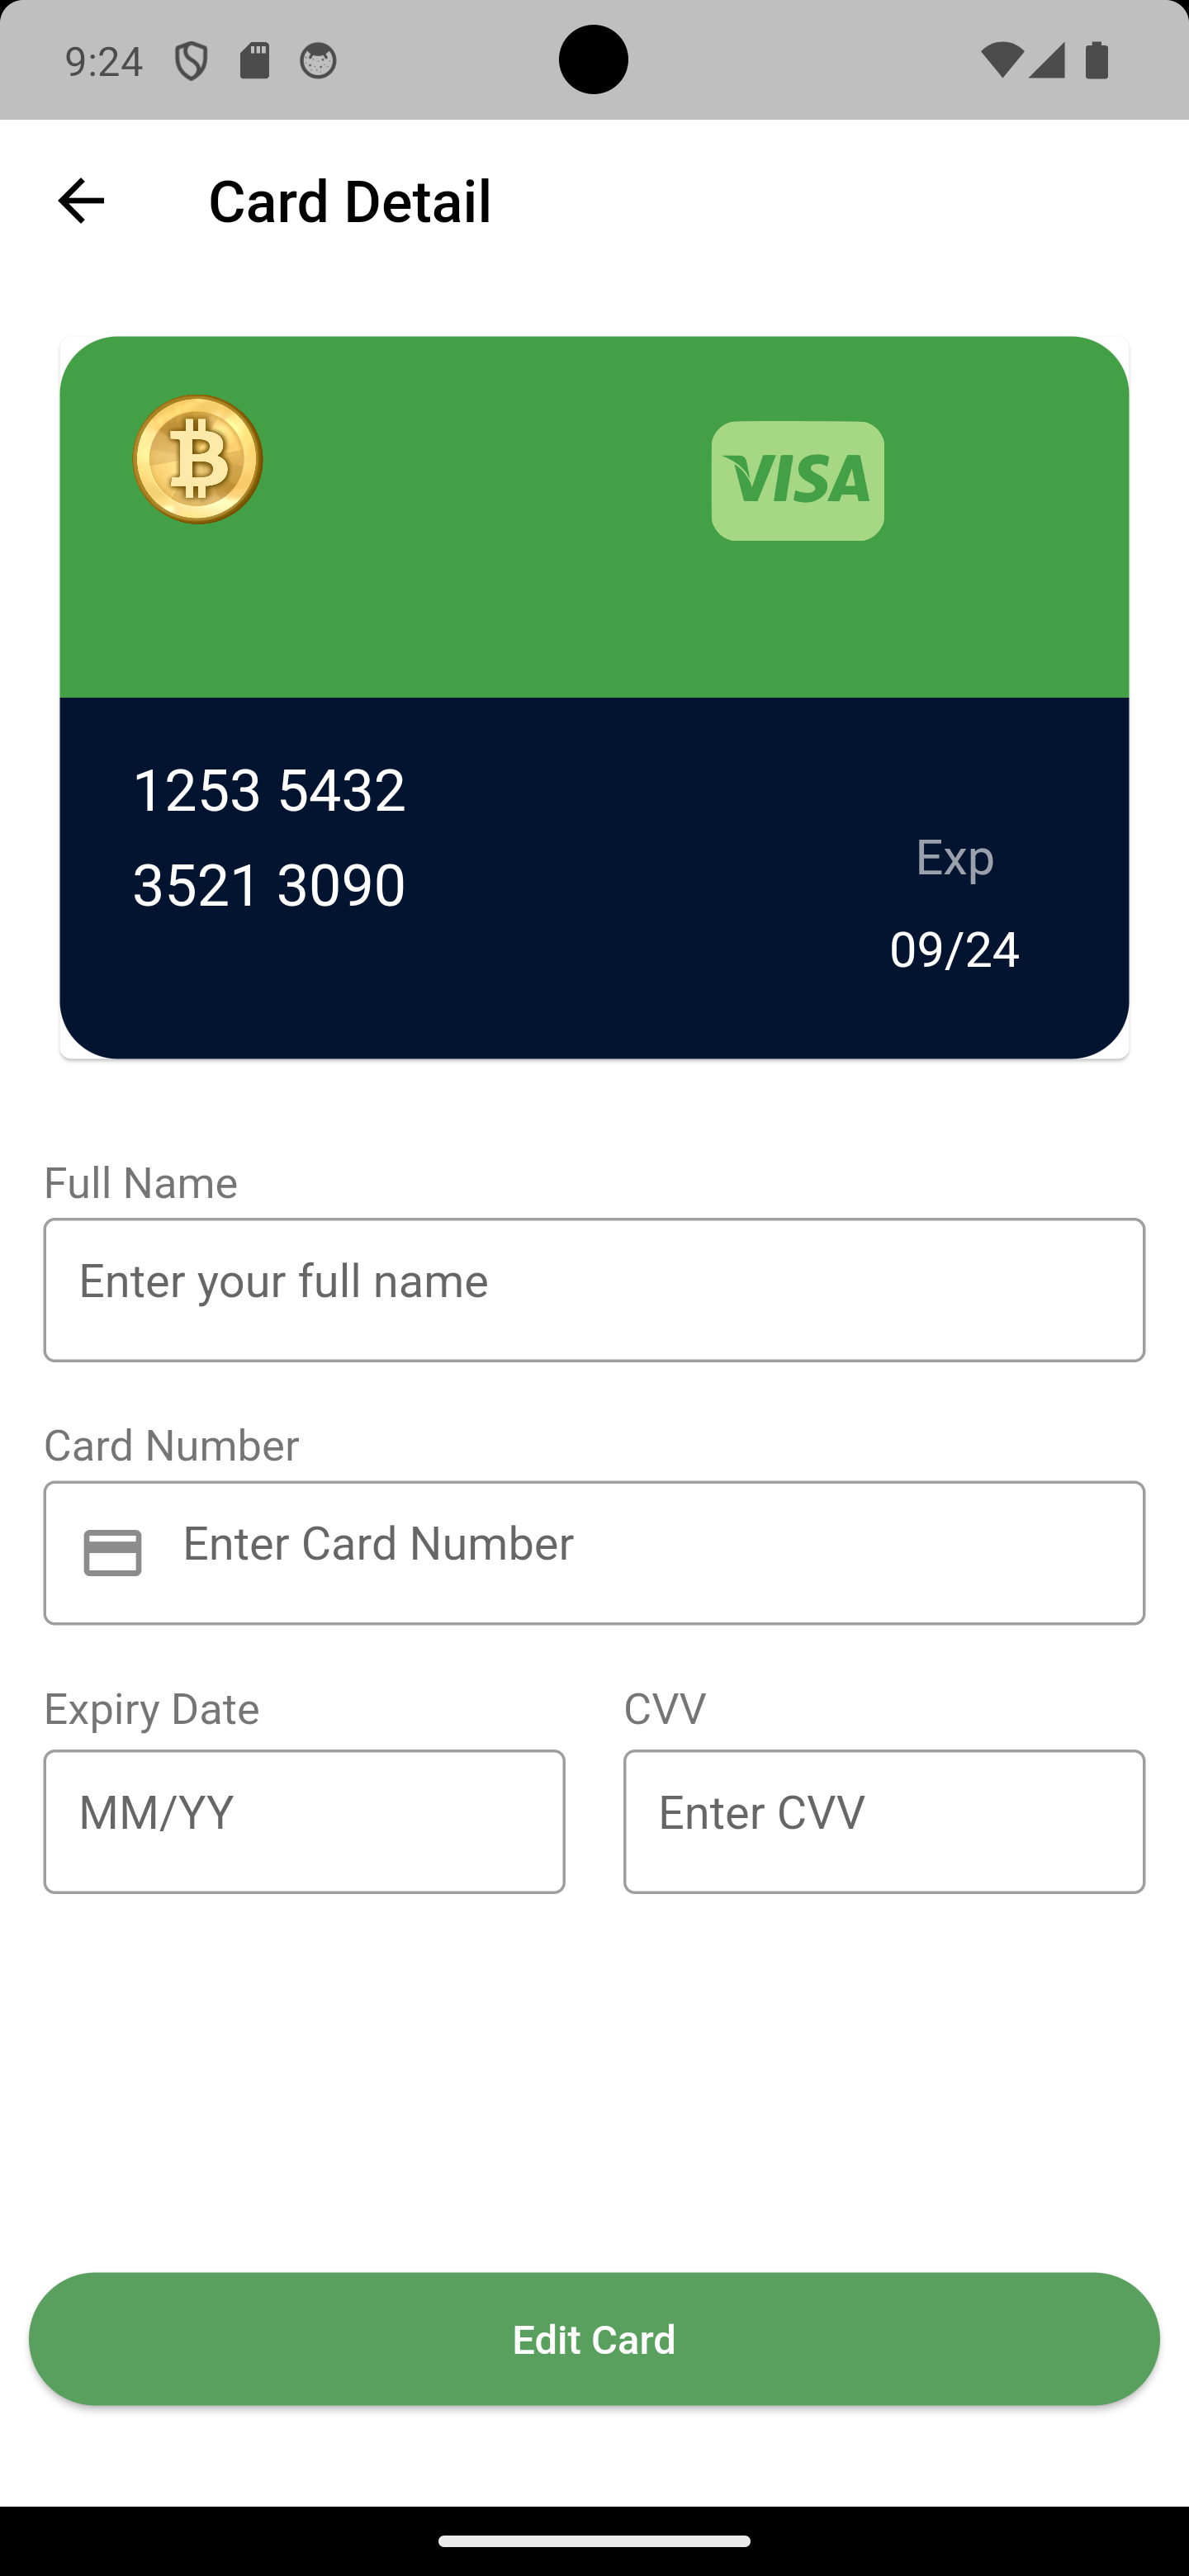 9:24
Card Detail
VISA
1253 5432
3521 3090
Exp
09/24
Full Name
Enter your full name
Card Number
Enter Card Number
Expiry Date
CVV
MM/YY
Enter CVV
Edit Card